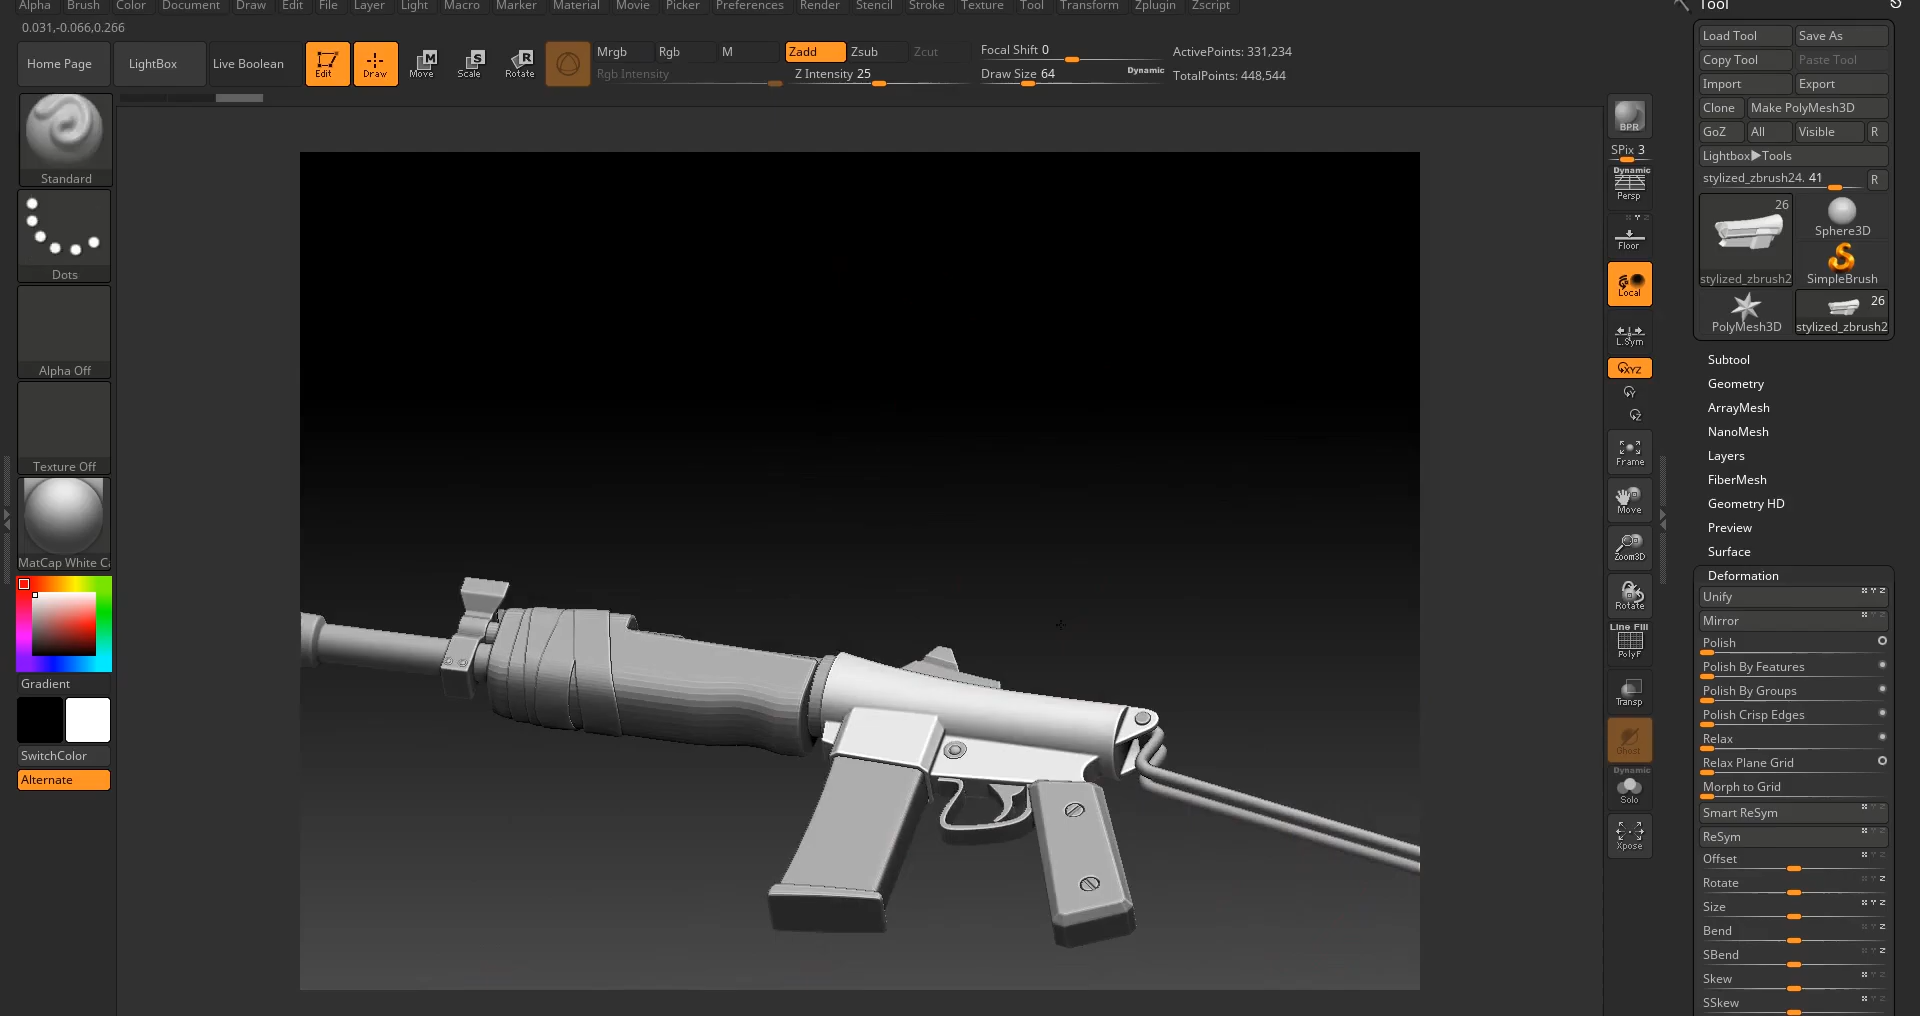 Alpha Brush Color Document Draw Edit File Layer Light Macro Marker Material Movie Picker Preferences Render Stencil Stroke Texture Tool Transform Zplugin Zscript
0.031,-0.066,0.266
Home Page LightBox Live Boolean Edit Draw Move Scale Rotate
Mrgb Rgb M Zadd Zsub Zcut
Rgb Intensity Z Intensity 25
Focal Shift 0
Draw Size 64 Dynamic
ActivePoints: 331,234
TotalPoints: 448,544
Standard
Dots
Alpha Off
Texture Off
MatCap White Ca
Gradient
SwitchColor
Alternate
BPR
SPix 3
Dynamic
Persp
Floor
Local
L.Sym
XYZ
Y
Z
Frame
Move
Zoom3D
Rotate
Line Fill
PolyF
Transp
Ghost
Dynamic
Solo
Xpose
Tool
Load Tool Save As
Copy Tool Paste Tool
Import Export
Clone Make PolyMesh3D
GoZ All Visible R
Lightbox▶Tools
stylized_zbrush24. 41 R
26
Sphere3D
stylized_zbrush2 SimpleBrush
26
PolyMesh3D stylized_zbrush2
Subtool
Geometry
ArrayMesh
NanoMesh
Layers
FiberMesh
Geometry HD
Preview
Surface
Deformation
Unify
Mirror
Polish
Polish By Features
Polish By Groups
Polish Crisp Edges
Relax
Relax Plane Grid
Morph to Grid
Smart ReSym
ReSym
Offset
Rotate
Size
Bend
SBend
Skew
SSkew